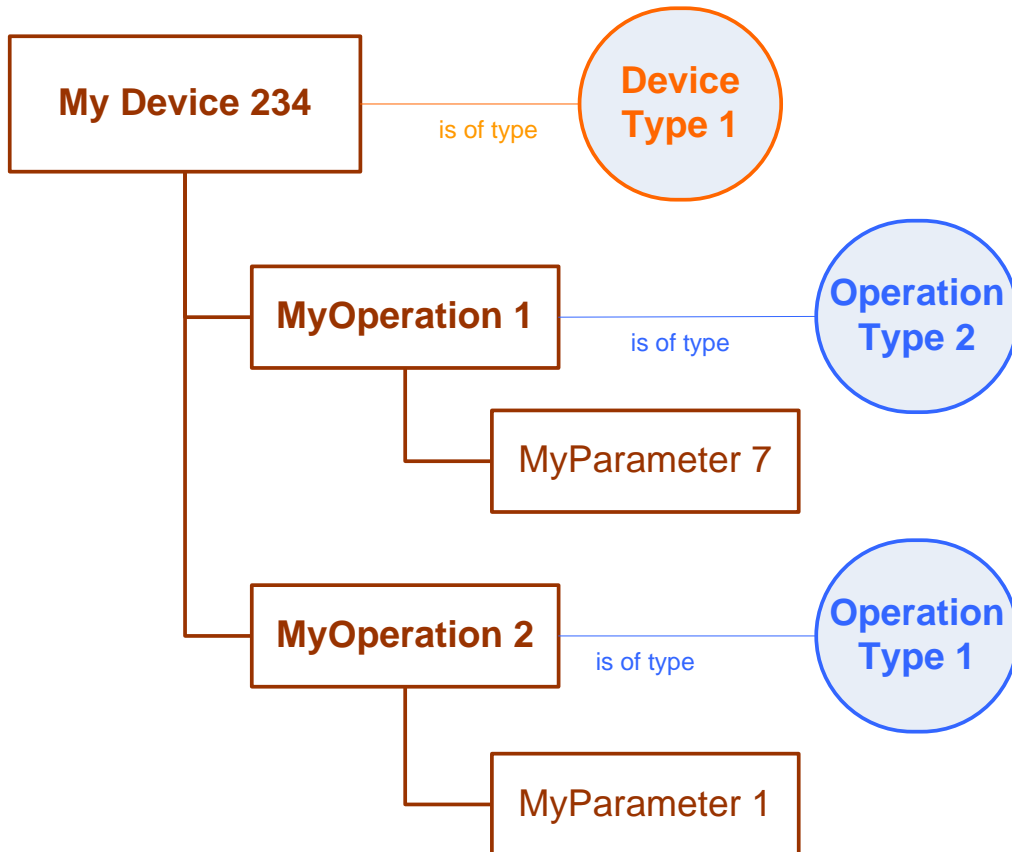 My Device 234
Device
Type 1
is of type
MyOperation 1
Operation
Type 2
is of type
MyParameter 7
MyOperation 2
Operation
Type 1
is of type
MyParameter 1